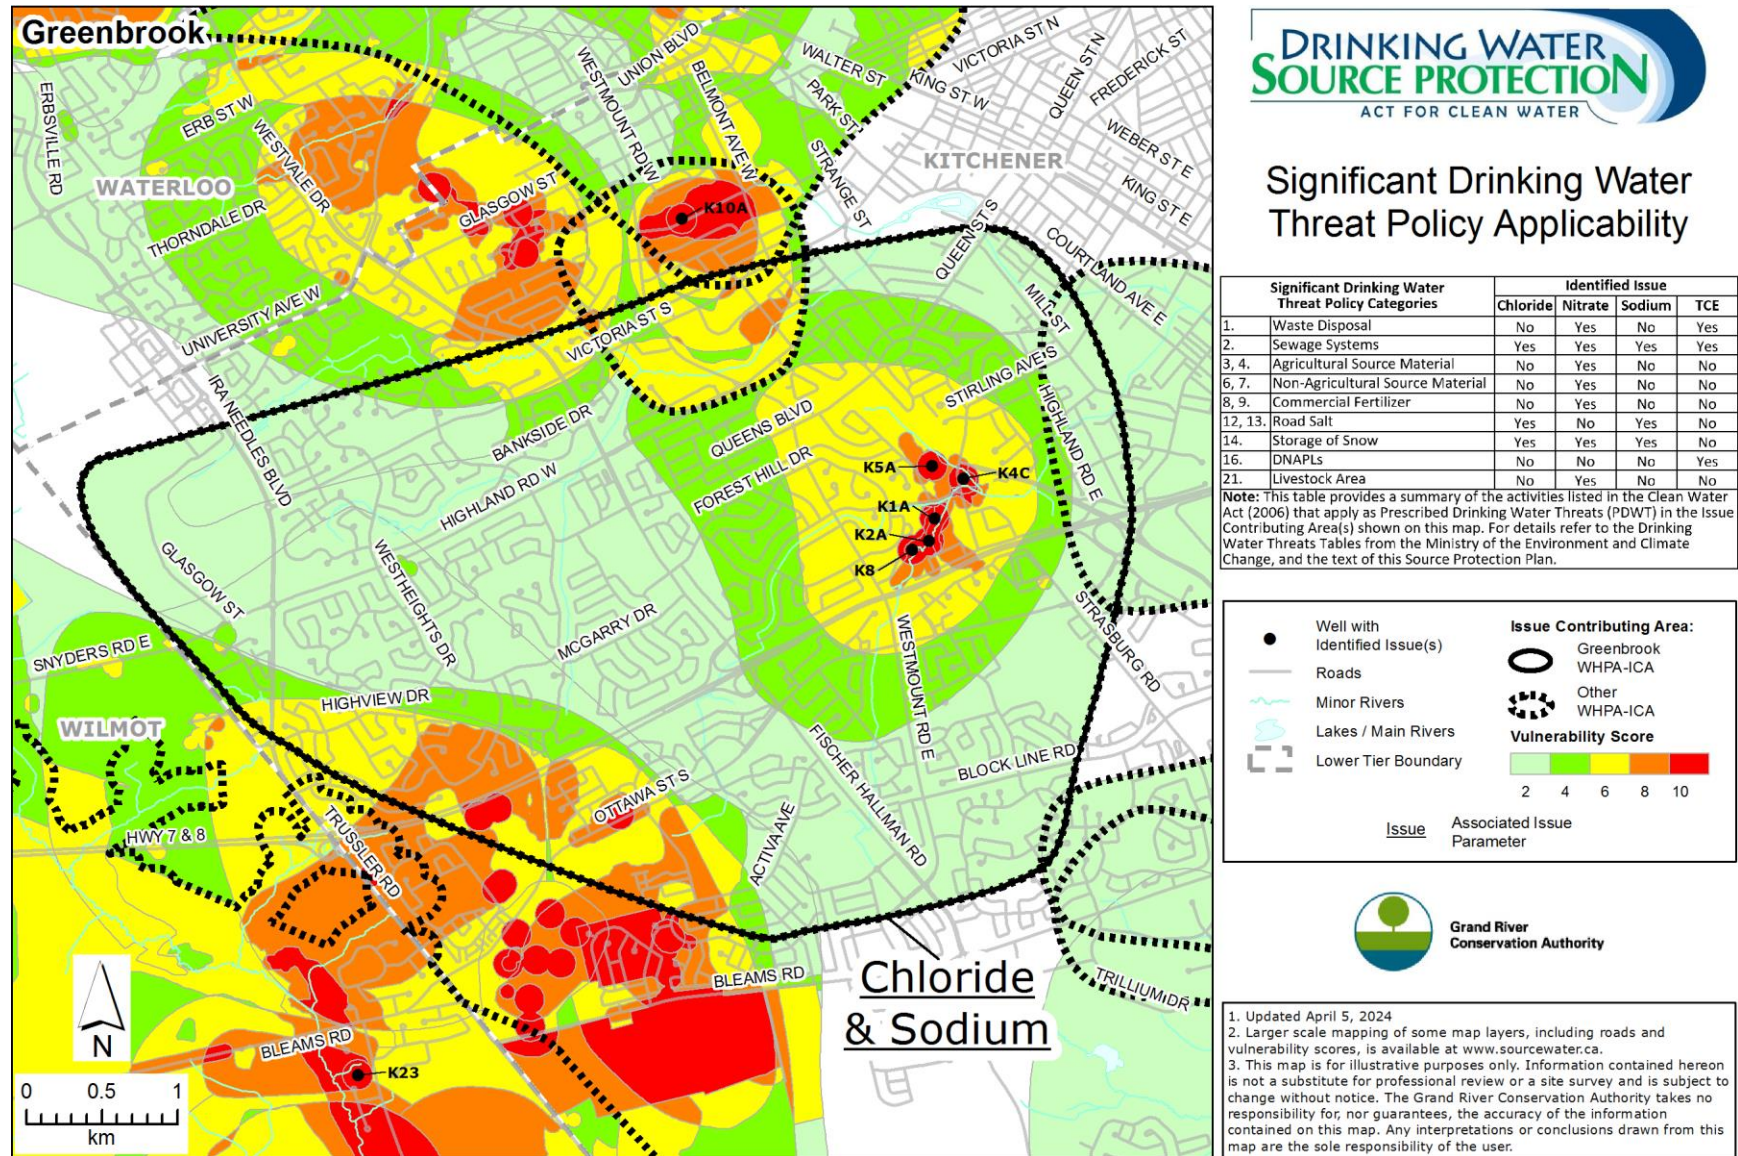 Greenbrook
ERBSVILLE RD
ERB ST W
WESTVALE DR
WATERLOO
THORNDALE DR
UNIVERSITY AVE W
GLASGOW ST
WESTMOUNT RD W
UNION BLVD
BELMONT AVE W
WALTER ST
PARK ST
STRANGE ST
KING ST W
VICTORIA ST N
QUEEN ST N
FREDERICK ST
WEBER ST E
KING ST E
KITCHENER
K10A
QUEEN ST S
COURTLAND AVE E
MILL ST
VICTORIA ST S
IRA NEEDLES BLVD
BANKSIDE DR
HIGHLAND RD W
QUEENS BLVD
FOREST HILL DR
STIRLING AVE S
HIGHLAND RD E
K5A
K4C
K1A
K2A
K8
GLASGOW ST
WESTHEIGHTS DR
MCGARRY DR
WESTMOUNT RD E
STRASBURG RD
SNYDERS RD E
HIGHVIEW DR
WILMOT
FISCHER HALLMAN RD
BLOCK LINE RD
OTTAWA ST S
ACTIVA AVE
HWY 7 & 8
TRUSSLER RD
BLEAMS RD
TRILLIUM DR
Chloride
& Sodium
BLEAMS RD
K23
N
0 0.5 1
km
DRINKING WATER
SOURCE PROTECTION
ACT FOR CLEAN WATER
Significant Drinking Water
Threat Policy Applicability
Significant Drinking Water
Threat Policy Categories
Identified Issue
Chloride Nitrate Sodium TCE
1. Waste Disposal No Yes No Yes
2. Sewage Systems Yes Yes Yes Yes
3, 4. Agricultural Source Material No Yes No No
6, 7. Non-Agricultural Source Material No Yes No No
8, 9. Commercial Fertilizer No Yes No No
12, 13. Road Salt Yes No Yes No
14. Storage of Snow Yes Yes Yes No
16. DNAPLs No No No Yes
21. Livestock Area No Yes No No
Note: This table provides a summary of the activities listed in the Clean Water
Act (2006) that apply as Prescribed Drinking Water Threats (PDWT) in the Issue
Contributing Area(s) shown on this map. For details refer to the Drinking
Water Threats Tables from the Ministry of the Environment and Climate
Change, and the text of this Source Protection Plan.
Well with
Identified Issue(s)
Roads
Minor Rivers
Lakes / Main Rivers
Lower Tier Boundary
Issue Contributing Area:
Greenbrook
WHPA-ICA
Other
WHPA-ICA
Vulnerability Score
2 4 6 8 10
Issue Associated Issue
Parameter
Grand River
Conservation Authority
1. Updated April 5, 2024
2. Larger scale mapping of some map layers, including roads and
vulnerability scores, is available at www.sourcewater.ca.
3. This map is for illustrative purposes only. Information contained hereon
is not a substitute for professional review or a site survey and is subject to
change without notice. The Grand River Conservation Authority takes no
responsibility for, nor guarantees, the accuracy of the information
contained on this map. Any interpretations or conclusions drawn from this
map are the sole responsibility of the user.